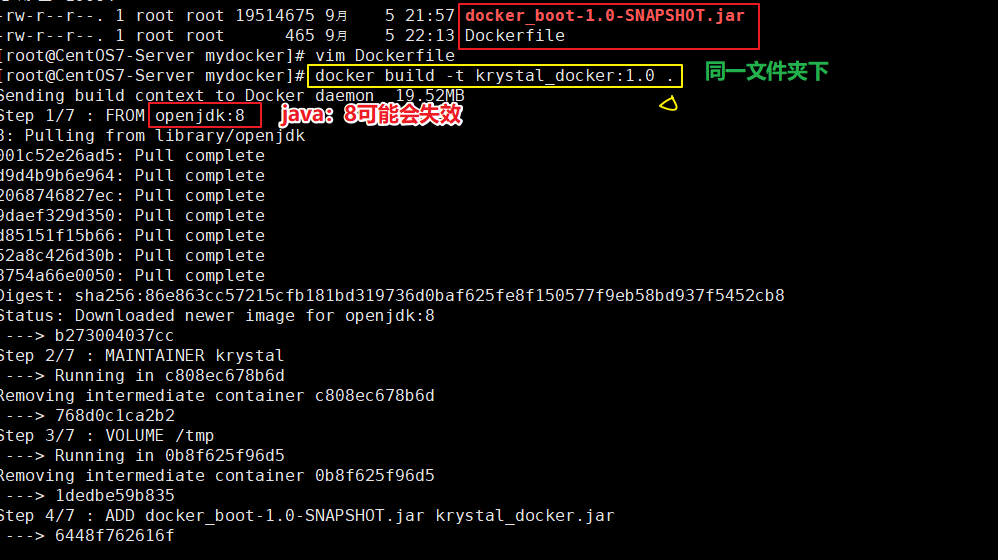 -rw-r--r--. 1 root root 19514675 9月 5 21:57 docker_boot-1.0-SNAPSHOT.jar
-rw-r--r--. 1 root root 465 9月 5 22:13 Dockerfile
[root@CentOS7-Server mydocker]# vim Dockerfile
[root@CentOS7-Server mydocker]# docker build -t krystal_docker:1.0 . 同一文件夹下
Sending build context to Docker daemon 19.52MB
Step 1/7 : FROM openjdk:8 java：8可能会失效
8: Pulling from library/openjdk
001c52e26ad5: Pull complete
d9d4b9b6e964: Pull complete
2068746827ec: Pull complete
9daef329d350: Pull complete
d85151f15b66: Pull complete
52a8c426d30b: Pull complete
8754a66e0050: Pull complete
Digest: sha256:86e863cc57215cfb181bd319736d0baf625fe8f150577f9eb58bd937f5452cb8
Status: Downloaded newer image for openjdk:8
---> b273004037cc
Step 2/7 : MAINTAINER krystal
---> Running in c808ec678b6d
Removing intermediate container c808ec678b6d
---> 768d0c1ca2b2
Step 3/7 : VOLUME /tmp
---> Running in 0b8f625f96d5
Removing intermediate container 0b8f625f96d5
---> 1dedbe59b835
Step 4/7 : ADD docker_boot-1.0-SNAPSHOT.jar krystal_docker.jar
---> 6448f762616f